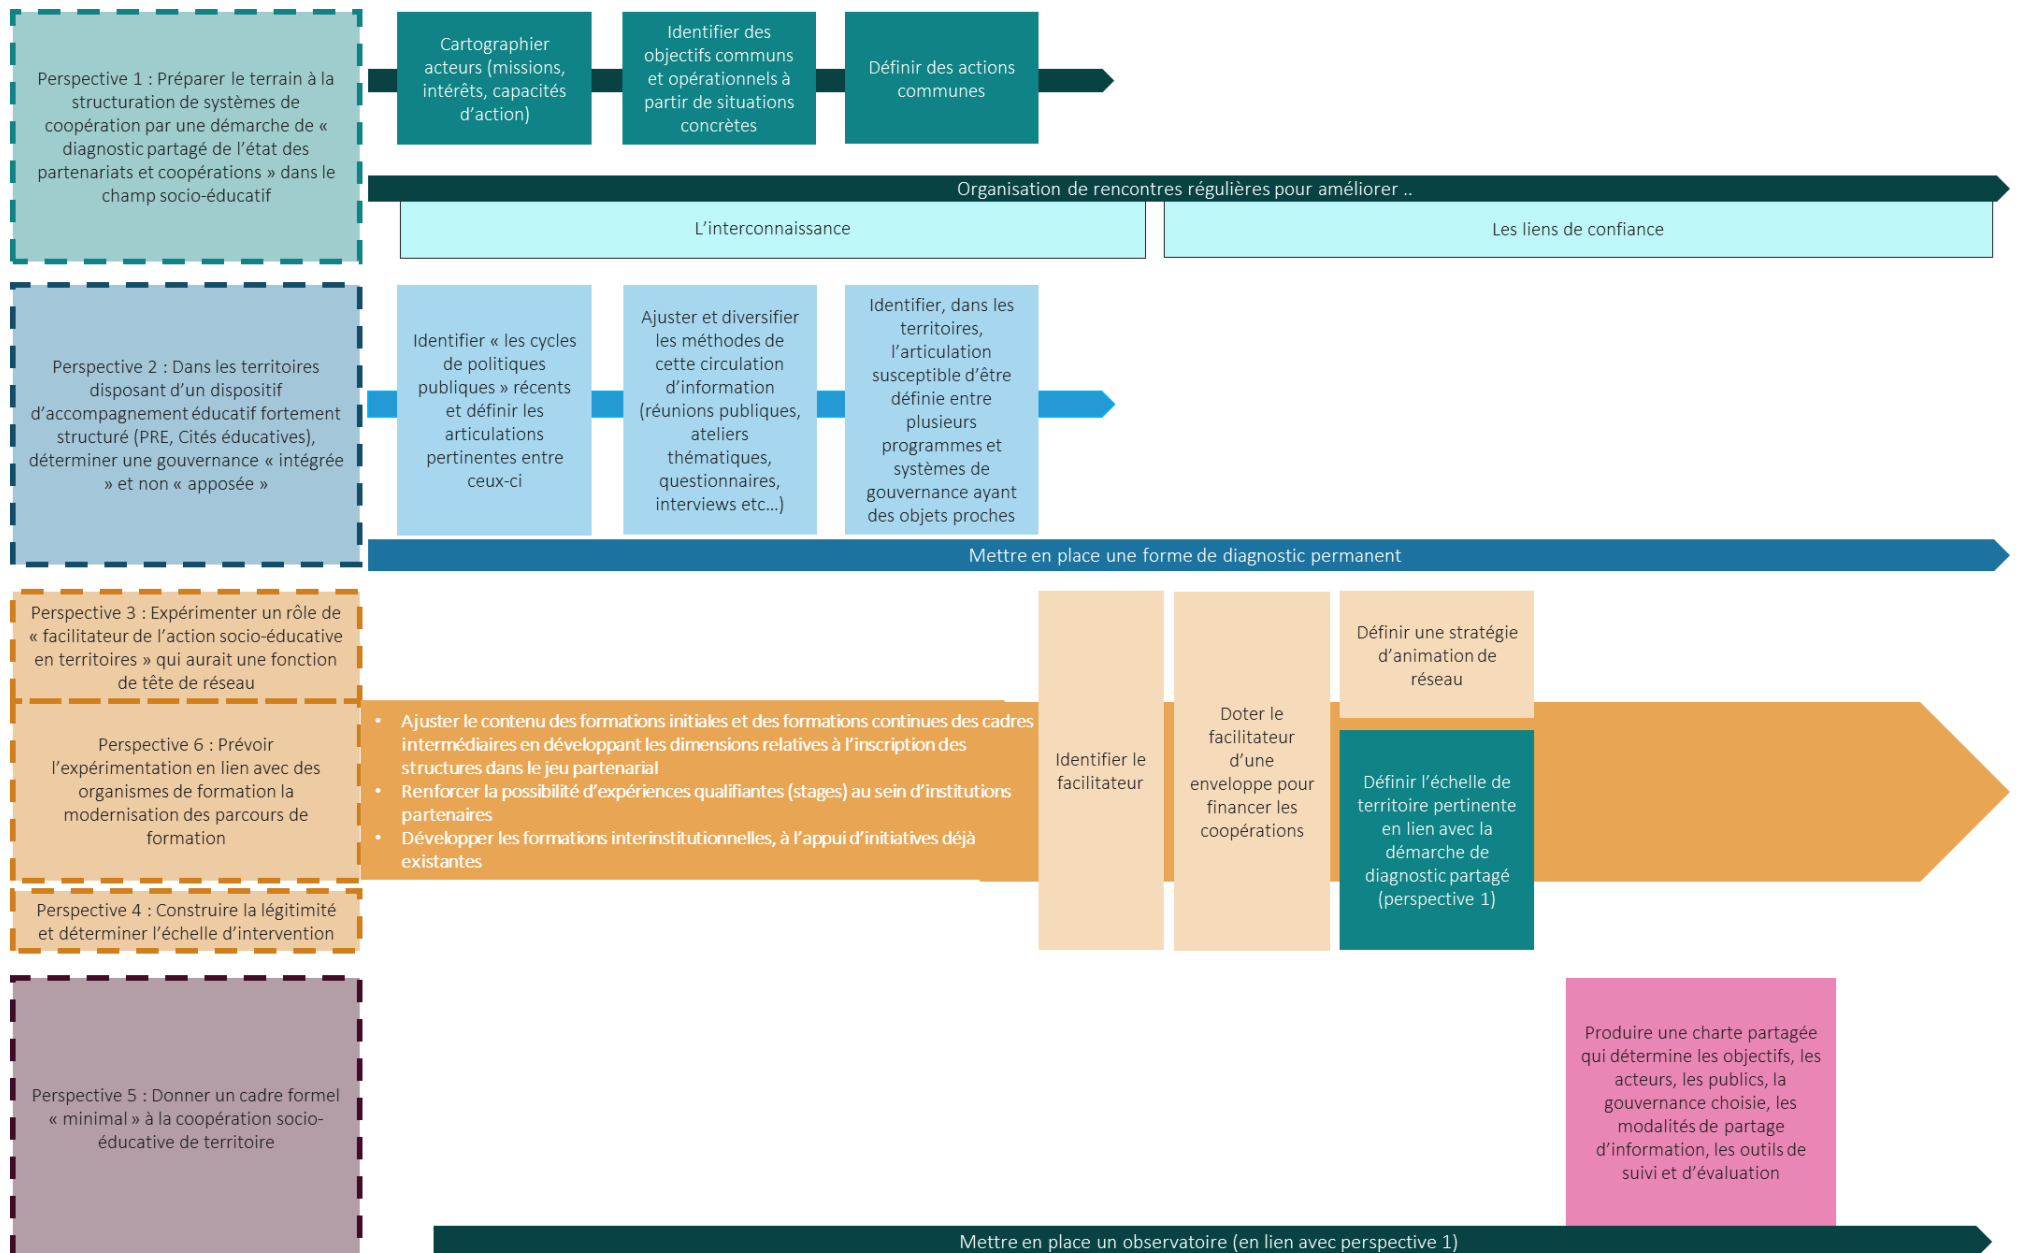 Perspective 1 : Préparer le terrain à la
structuration de systèmes de
coopération par une démarche de «
diagnostic partagé de l’état des
partenariats et coopérations » dans le
champ socio-éducatif
Cartographier
acteurs (missions,
intérêts, capacités
d’action)
Identifier des
objectifs communs
et opérationnels à
partir de situations
concrètes
Définir des actions
communes
Organisation de rencontres régulières pour améliorer ..
L’interconnaissance
Les liens de confiance
Perspective 2 : Dans les territoires
disposant d’un dispositif
d’accompagnement éducatif fortement
structuré (PRE, Cités éducatives),
déterminer une gouvernance « intégrée
» et non « apposée »
Identifier « les cycles
de politiques
publiques » récents
et définir les
articulations
pertinentes entre
ceux-ci
Ajuster et diversifier
les méthodes de
cette circulation
d’information
(réunions publiques,
ateliers
thématiques,
questionnaires,
interviews etc…)
Identifier, dans les
territoires,
l’articulation
susceptible d’être
définie entre
plusieurs
programmes et
systèmes de
gouvernance ayant
des objets proches
Mettre en place une forme de diagnostic permanent
Perspective 3 : Expérimenter un rôle de
« facilitateur de l’action socio-éducative
en territoires » qui aurait une fonction
de tête de réseau
Perspective 6 : Prévoir
l’expérimentation en lien avec des
organismes de formation la
modernisation des parcours de
formation
• Ajuster le contenu des formations initiales et des formations continues des cadres
intermédiaires en développant les dimensions relatives à l’inscription des
structures dans le jeu partenarial
• Renforcer la possibilité d’expériences qualifiantes (stages) au sein d’institutions
partenaires
• Développer les formations interinstitutionnelles, à l’appui d’initiatives déjà
existantes
Identifier le
facilitateur
Doter le
facilitateur
d’une
enveloppe pour
financer les
coopérations
Définir une stratégie
d’animation de
réseau
Définir l’échelle de
territoire pertinente
en lien avec la
démarche de
diagnostic partagé
(perspective 1)
Perspective 4 : Construire la légitimité
et déterminer l’échelle d’intervention
Perspective 5 : Donner un cadre formel
« minimal » à la coopération socio-
éducative de territoire
Produire une charte partagée
qui détermine les objectifs, les
acteurs, les publics, la
gouvernance choisie, les
modalités de partage
d’information, les outils de
suivi et d’évaluation
Mettre en place un observatoire (en lien avec perspective 1)